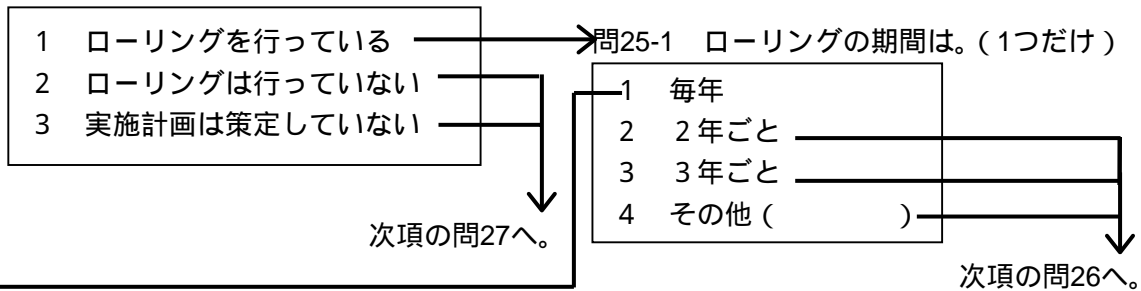 1　ローリングを行っている
2　ローリングは行っていない
3　実施計画は策定していない
次項の問27へ。
問25-1　ローリングの期間は。(1つだけ)
1　毎年
2　２年ごと
3　３年ごと
4　その他(　　　　　)
次項の問26へ。